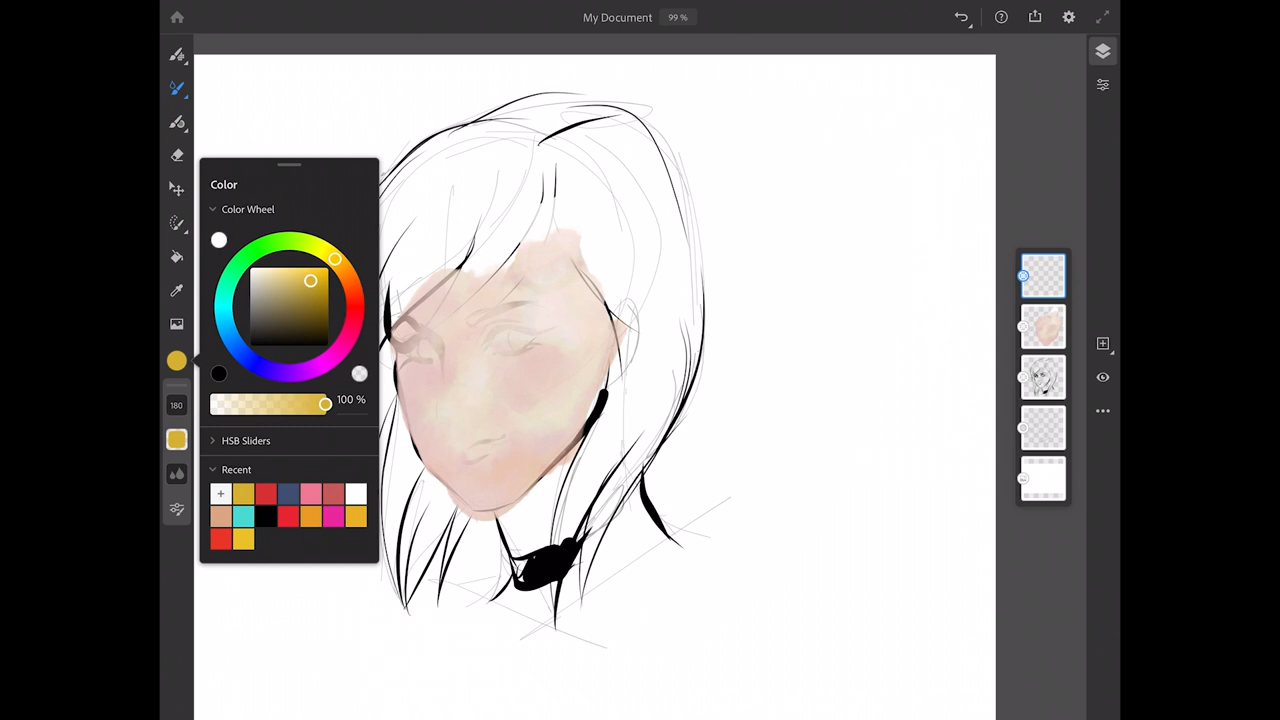 My Document 99 %
Color
Color Wheel
100 %
180
HSB Sliders
Recent